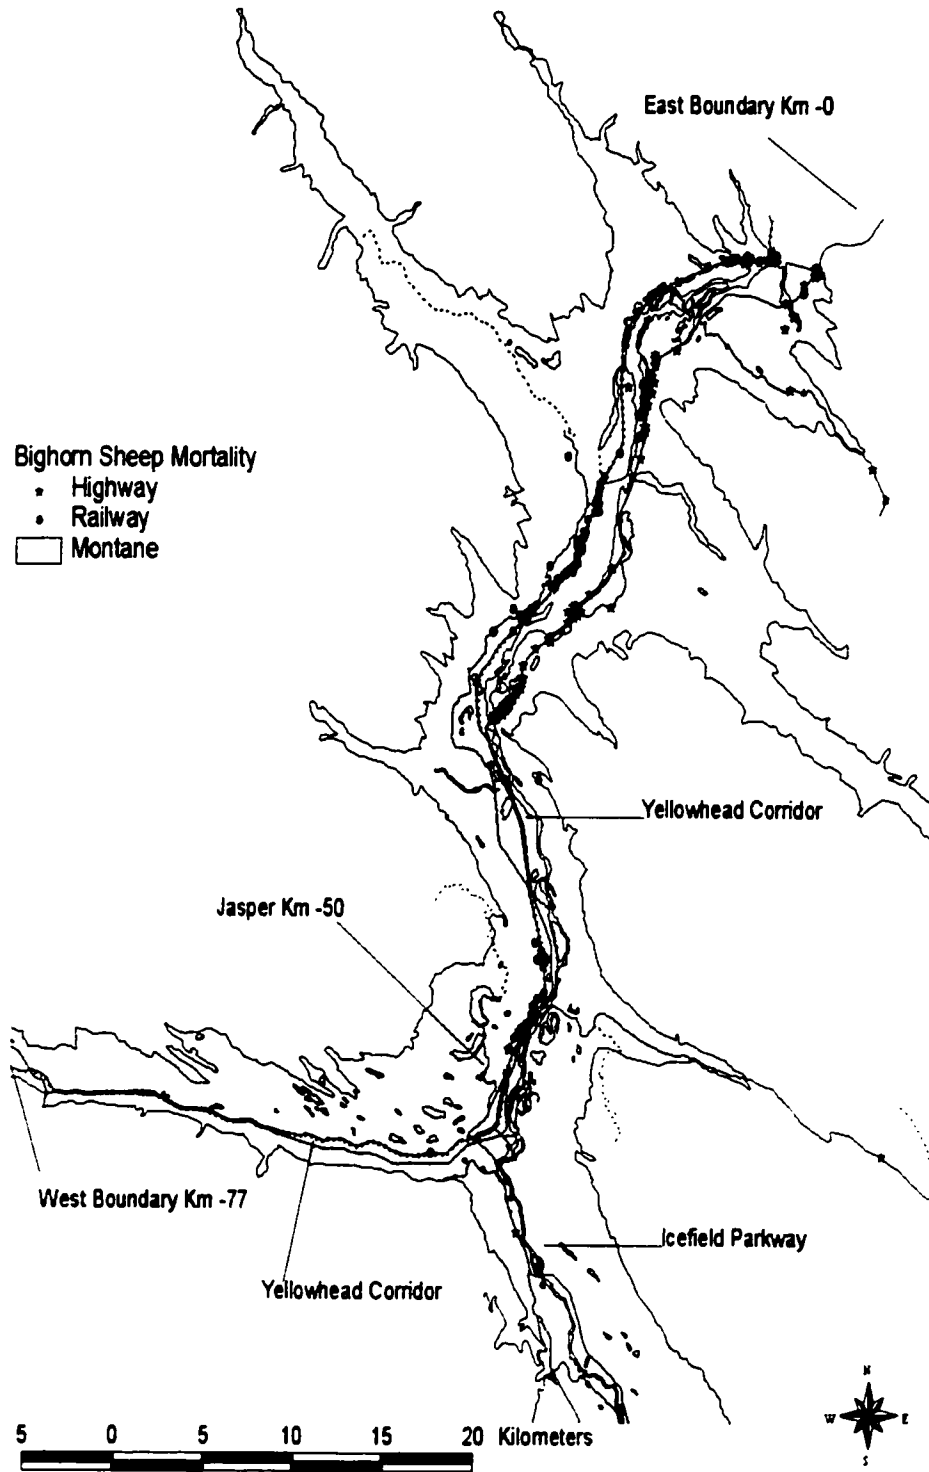 East Boundary Km -0
Bighorn Sheep Mortality
Highway
Railway
Montane
Yellowhead Corridor
Jasper Km -50
West Boundary Km -77
Icefield Parkway
Yellowhead Corridor
N
W E
S
5 0 5 10 15 20 Kilometers